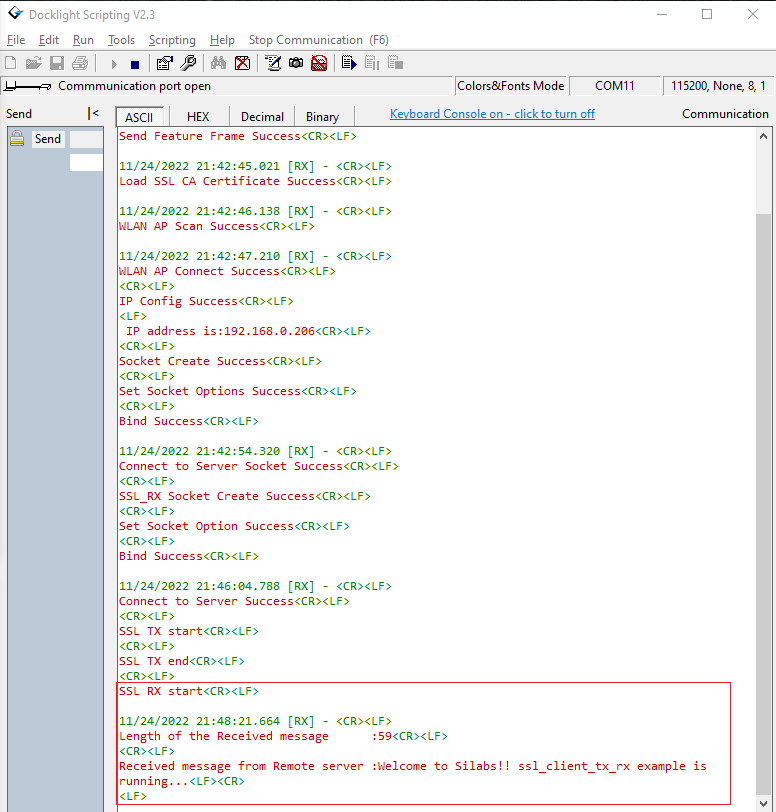 Docklight Scripting V2.3
File Edit Run Tools Scripting Help Stop Communication (F6)
Commmunication port open
Colors&Fonts Mode
COM11
115200, None, 8, 1
Send
|<
ASCII
HEX
Decimal
Binary
Keyboard Console on - click to turn off
Communication
Send
Send Feature Frame Success<CR><LF>
11/24/2022 21:42:45.021 [RX] - <CR><LF>
Load SSL CA Certificate Success<CR><LF>
11/24/2022 21:42:46.138 [RX] - <CR><LF>
WLAN AP Scan Success<CR><LF>
11/24/2022 21:42:47.210 [RX] - <CR><LF>
WLAN AP Connect Success<CR><LF>
<CR><LF>
IP Config Success<CR><LF>
<LF>
IP address is:192.168.0.206<CR><LF>
<CR><LF>
Socket Create Success<CR><LF>
<CR><LF>
Set Socket Options Success<CR><LF>
<CR><LF>
Bind Success<CR><LF>
11/24/2022 21:42:54.320 [RX] - <CR><LF>
Connect to Server Socket Success<CR><LF>
<CR><LF>
SSL_RX Socket Create Success<CR><LF>
<CR><LF>
Set Socket Option Success<CR><LF>
<CR><LF>
Bind Success<CR><LF>
11/24/2022 21:46:04.788 [RX] - <CR><LF>
Connect to Server Success<CR><LF>
<CR><LF>
SSL TX start<CR><LF>
<CR><LF>
SSL TX end<CR><LF>
<CR><LF>
SSL RX start<CR><LF>
11/24/2022 21:48:21.664 [RX] - <CR><LF>
Length of the Received message :59<CR><LF>
<CR><LF>
Received message from Remote server :Welcome to Silabs!! ssl_client_tx_rx example is
running...<LF><CR>
<LF>